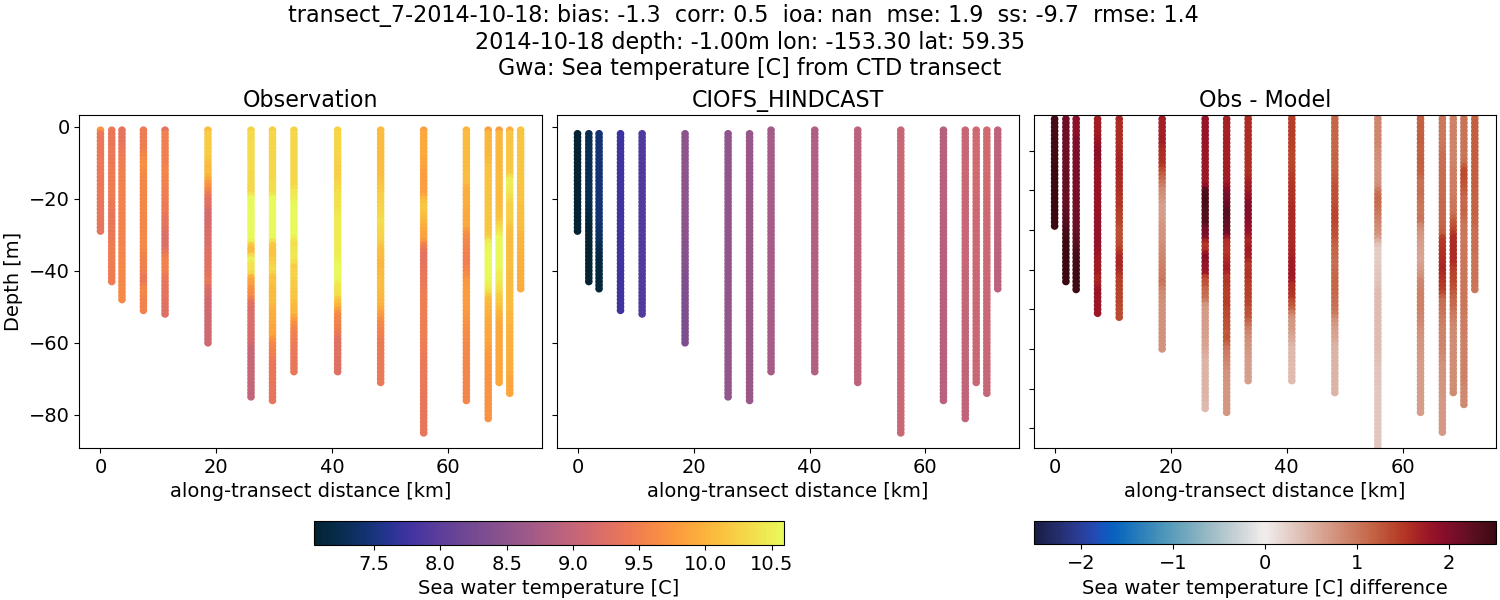 transect_7-2014-10-18: bias: -1.3  corr: 0.5  ioa: nan  mse: 1.9  ss: -9.7  rmse: 1.4
2014-10-18 depth: -1.00m lon: -153.30 lat: 59.35
Gwa: Sea temperature [C] from CTD transect
Observation
CIOFS_HINDCAST
Obs - Model
Depth [m]
0
−20
−40
−60
−80
0 20 40 60
0 20 40 60
0 20 40 60
along-transect distance [km]
along-transect distance [km]
along-transect distance [km]
7.5 8.0 8.5 9.0 9.5 10.0 10.5
Sea water temperature [C]
−2 −1 0 1 2
Sea water temperature [C] difference